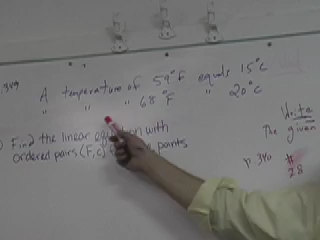 .349
A temperature of 59°F equals 15°C
" " " 68°F " 20°C
Find the linear equation with
ordered pairs (F,C) points
Write
The given
p. 340 #
28